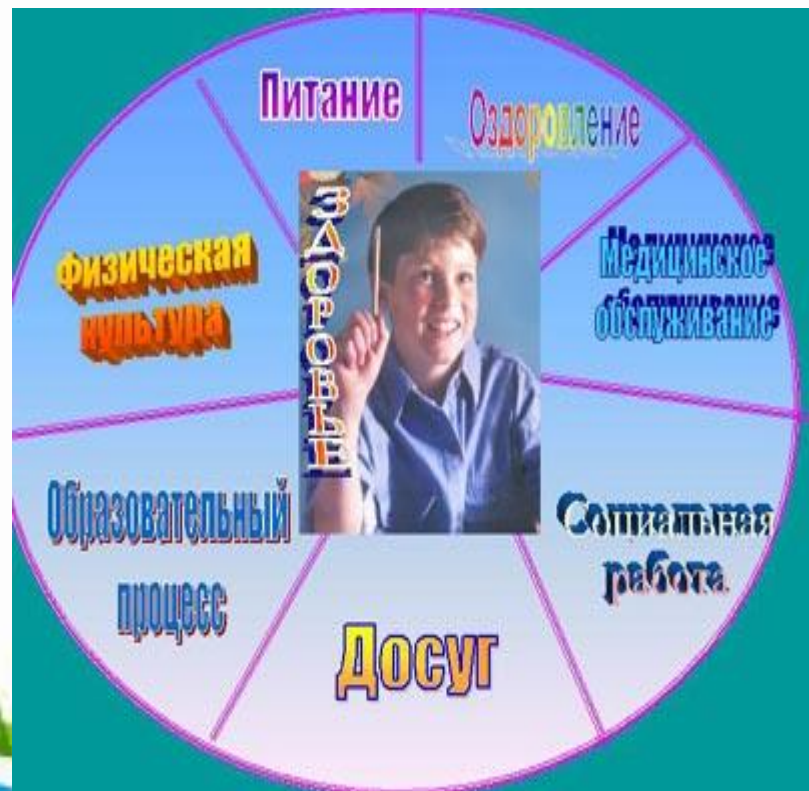 Питание
Оздоровление
Медицинское
обслуживание
Социальная
работа
Досуг
Образовательный
процесс
Физическая
культура
ЗДОРОВЬЕ